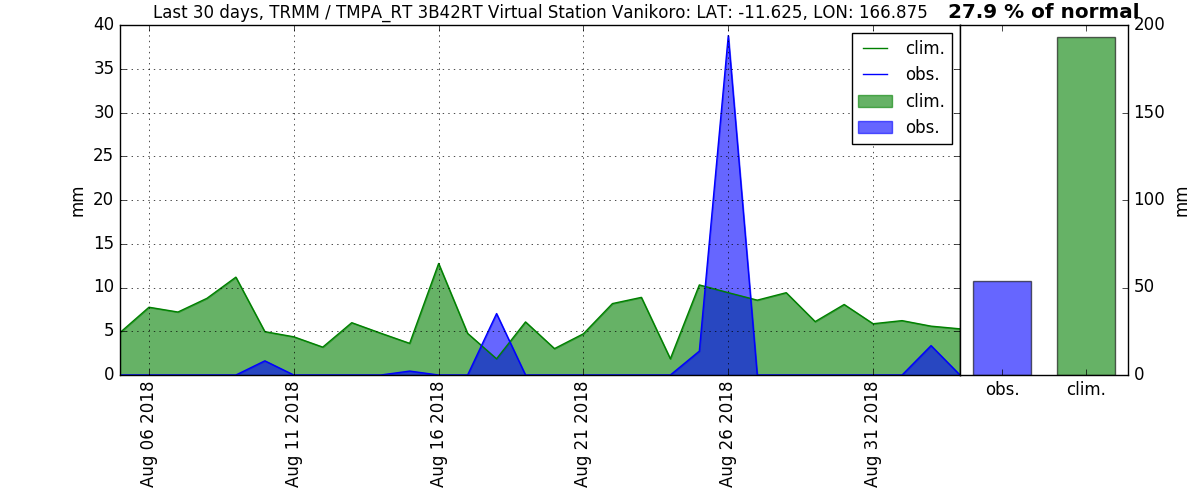 Last 30 days, TRMM / TMPA_RT 3B42RT Virtual Station Vanikoro: LAT: -11.625, LON: 166.875
27.9 % of normal
40
35
30
25
20
15
10
5
0
mm
clim.
obs.
clim.
obs.
Aug 06 2018
Aug 11 2018
Aug 16 2018
Aug 21 2018
Aug 26 2018
Aug 31 2018
200
150
100
50
0
mm
obs.
clim.